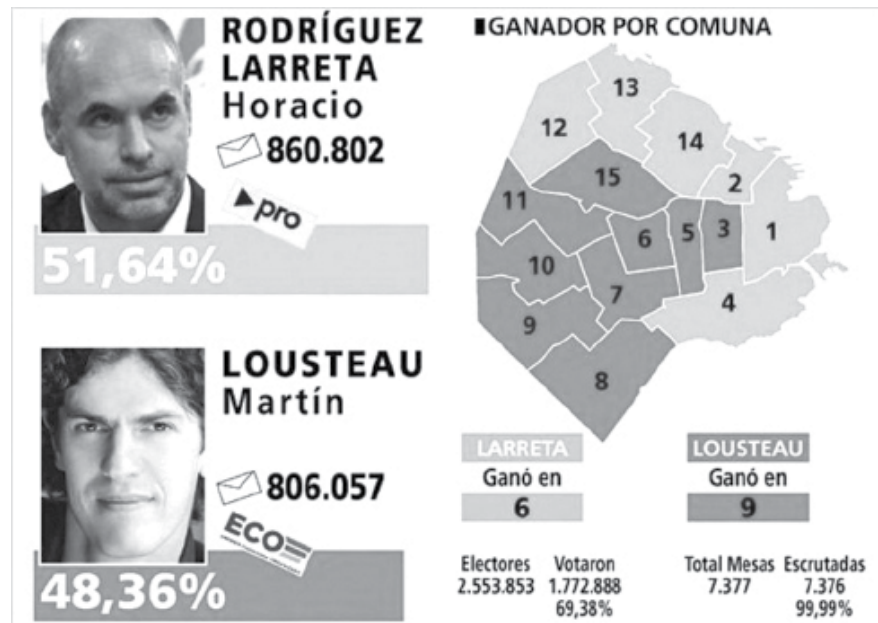 RODRÍGUEZ
LARRETA
Horacio
860.802
pro
51,64%
LOUSTEAU
Martín
806.057
ECO
48,36%
GANADOR POR COMUNA
13
12
14
15
2
11
6
5
3
1
10
7
4
9
8
LARRETA
Ganó en
6
LOUSTEAU
Ganó en
9
Electores
2.553.853
Votaron
1.772.888
69,38%
Total Mesas
7.377
Escrutadas
7.376
99,99%